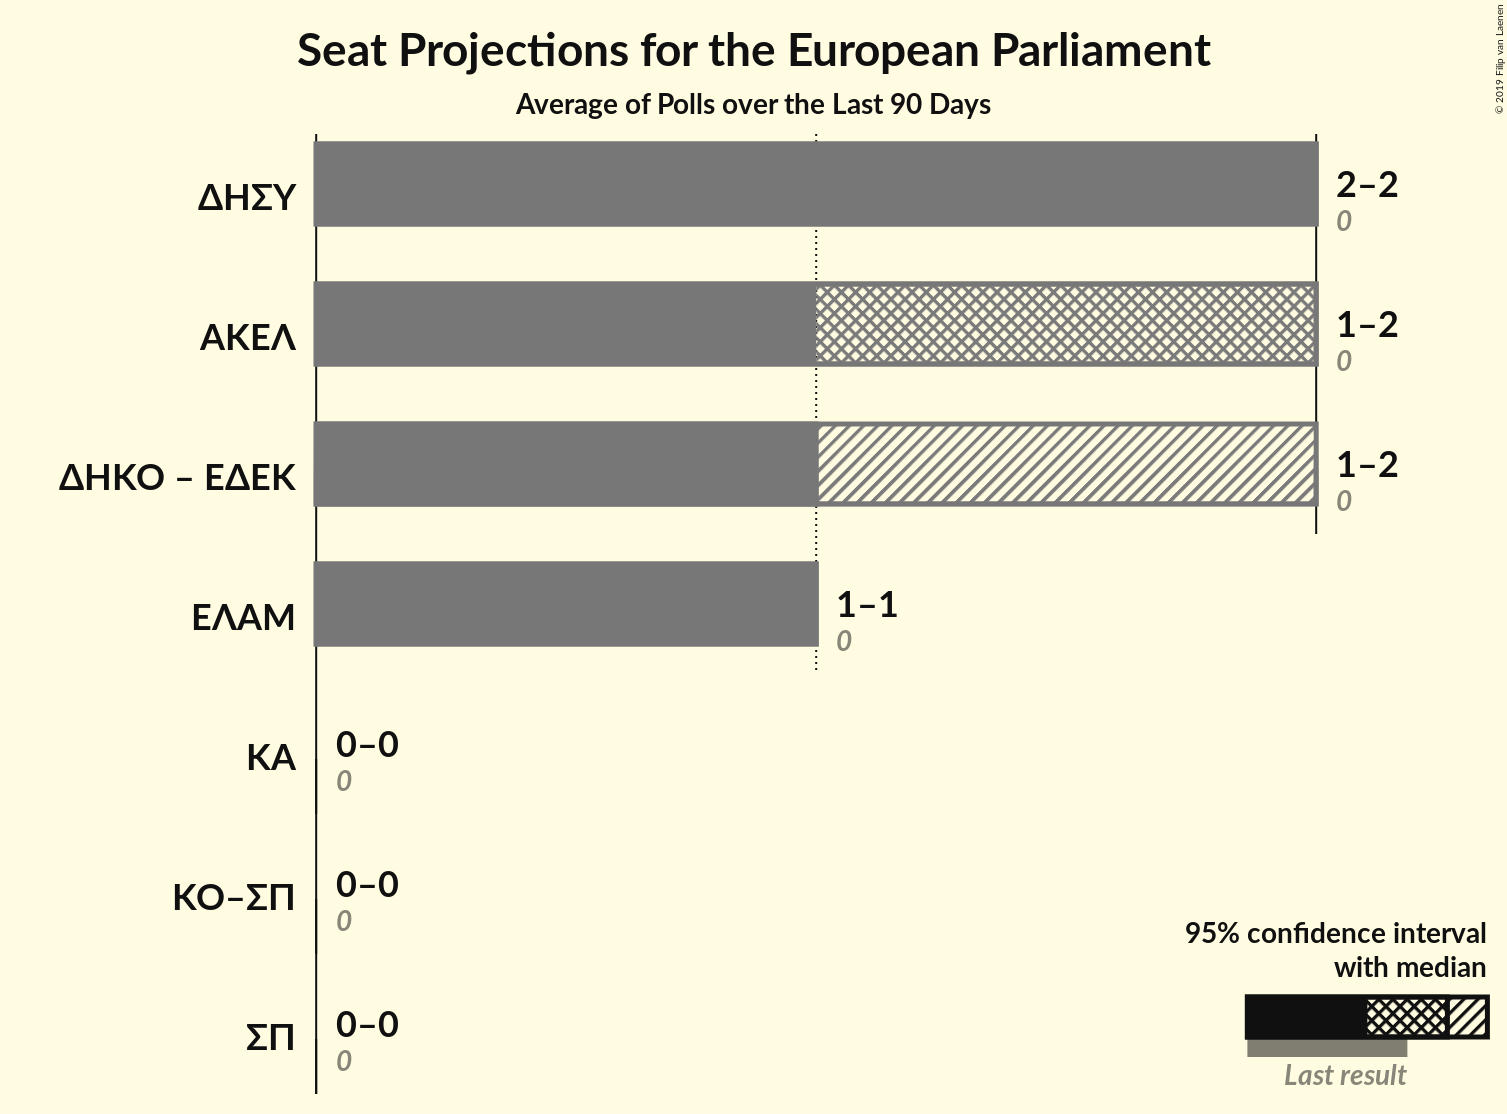 Seat Projections for the European Parliament
Average of Polls over the Last 90 Days
© 2019 Filip van Laenen
ΔΗΣΥ
2–2
0
ΑΚΕΛ
1–2
0
ΔΗΚΟ – ΕΔΕΚ
1–2
0
ΕΛΑΜ
1–1
0
ΚΑ
0–0
0
ΚΟ–ΣΠ
0–0
0
ΣΠ
0–0
0
95% confidence interval
with median
Last result